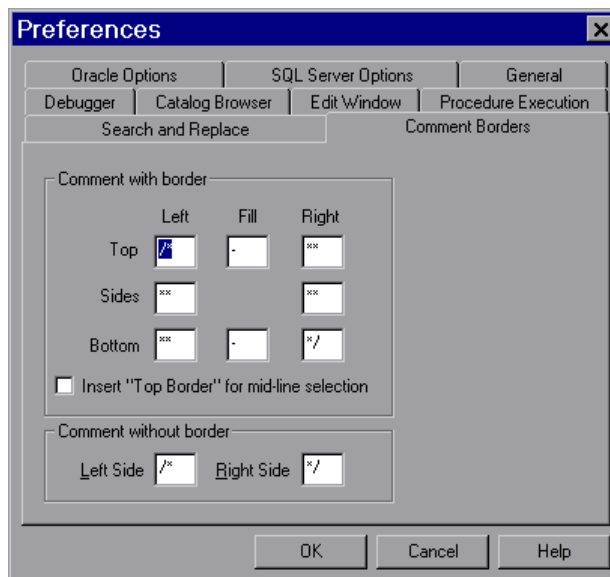 Preferences
Oracle Options SQL Server Options General
Debugger Catalog Browser Edit Window Procedure Execution
Search and Replace Comment Borders
Comment with border
Left Fill Right
Top /* - **
Sides ** **
Bottom ** - */
Insert "Top Border" for mid-line selection
Comment without border
Left Side /* Right Side */
OK Cancel Help